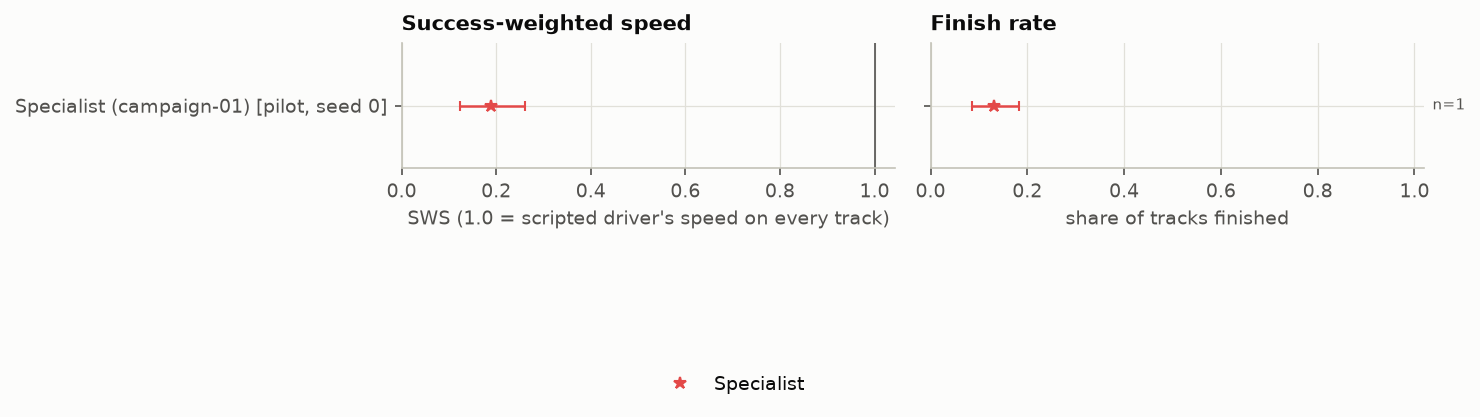 Success-weighted speed
Finish rate
Specialist (campaign-01) [pilot, seed 0]
n=1
0.0 0.2 0.4 0.6 0.8 1.0
0.0 0.2 0.4 0.6 0.8 1.0
SWS (1.0 = scripted driver's speed on every track)
share of tracks finished
Specialist